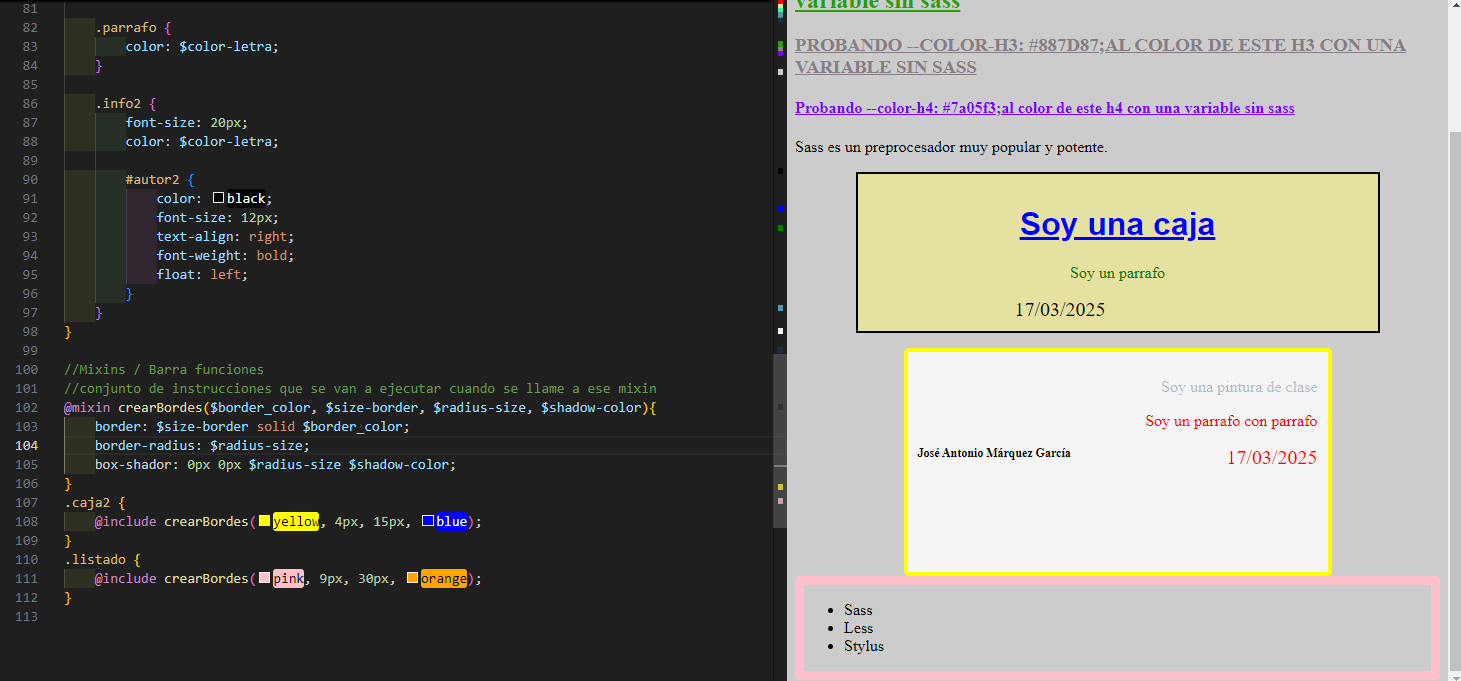 81
82 .parrafo {
83 color: $color-letra;
84 }
85
86 .info2 {
87 font-size: 20px;
88 color: $color-letra;
89
90 #autor2 {
91 color: black;
92 font-size: 12px;
93 text-align: right;
94 font-weight: bold;
95 float: left;
96 }
97 }
98 }
99
100 //Mixins / Barra funciones
101 //conjunto de instrucciones que se van a ejecutar cuando se llame a ese mixin
102 @mixin crearBordes($border_color, $size-border, $radius-size, $shadow-color){
103 border: $size-border solid $border_color;
104 border-radius: $radius-size;
105 box-shador: 0px 0px $radius-size $shadow-color;
106 }
107 .caja2 {
108 @include crearBordes(yellow, 4px, 15px, blue);
109 }
110 .listado {
111 @include crearBordes(pink, 9px, 30px, orange);
112 }
113
variable sin sass
PROBANDO --COLOR-H3: #887D87;AL COLOR DE ESTE H3 CON UNA
VARIABLE SIN SASS
Probando --color-h4: #7a05f3;al color de este h4 con una variable sin sass
Sass es un preprocesador muy popular y potente.
Soy una caja
Soy un parrafo
17/03/2025
Soy una pintura de clase
Soy un parrafo con parrafo
José Antonio Márquez García
17/03/2025
Sass
Less
Stylus